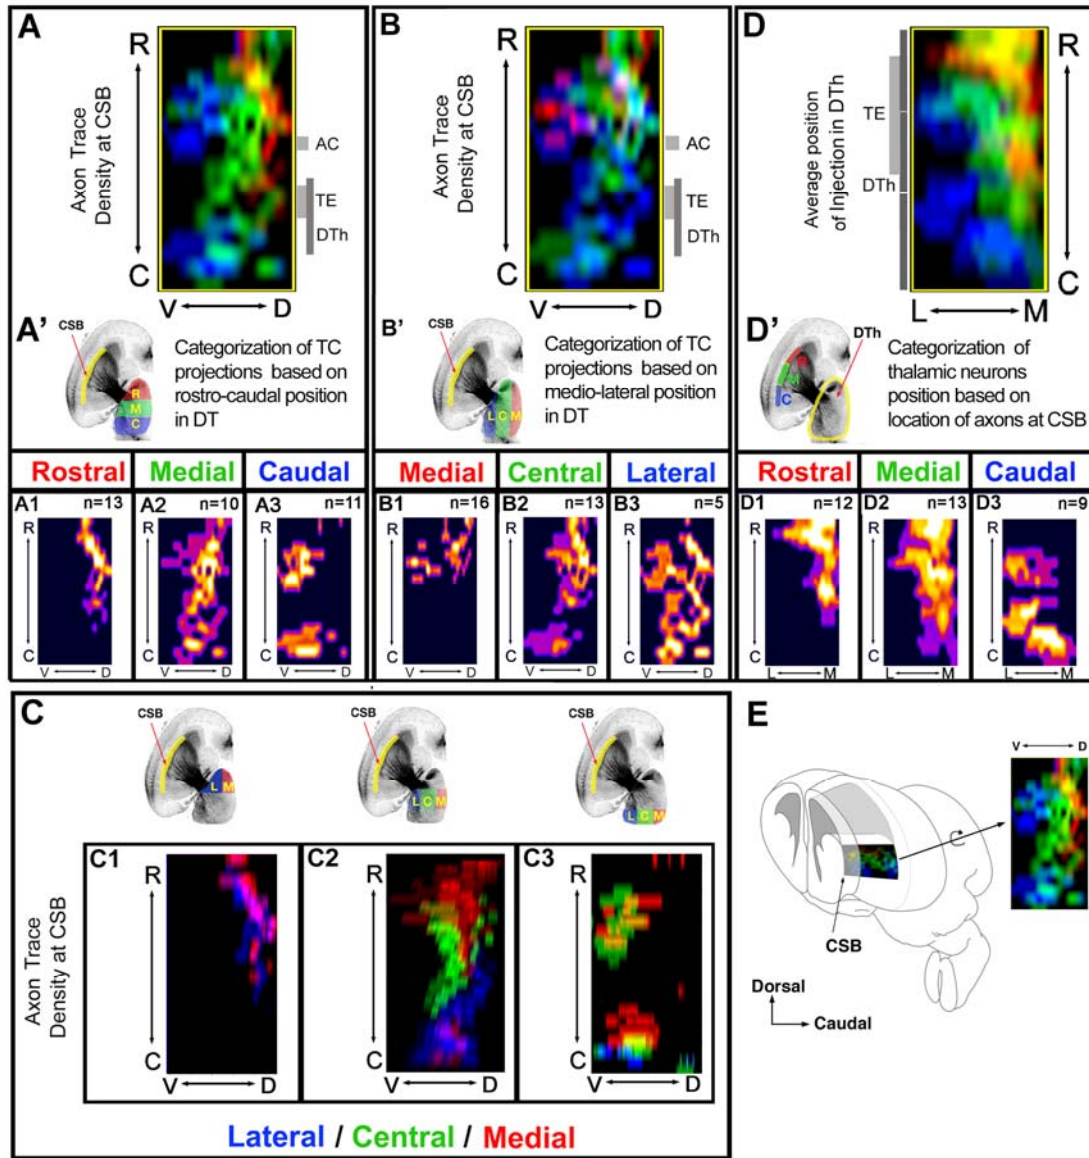 A
R
Axon Trace
Density at CSB
AC
TE
DTh
C
V
D
A'
CSB
R
M
C
Categorization of TC
projections based on
rostro-caudal position
in DT
Rostral
Medial
Caudal
A1
n=13
A2
n=10
A3
n=11
R
C
V
D
V
D
V
D
B
R
Axon Trace
Density at CSB
AC
TE
DTh
C
V
D
B'
CSB
L
C
M
Categorization of TC
projections based on
medio-lateral position
in DT
Medial
Central
Lateral
B1
n=16
B2
n=13
B3
n=5
R
C
V
D
V
D
V
D
D
Average position
of Injection in DTh
TE
DTh
R
C
L
M
D'
DTh
R
M
C
Categorization of
thalamic neurons
position based on
location of axons at CSB
Rostral
Medial
Caudal
D1
n=12
D2
n=13
D3
n=9
R
C
L
M
R
C
L
M
R
C
L
M
C
CSB
L
M
CSB
L
C
M
CSB
L
C
M
Axon Trace
Density at CSB
C1
R
C
V
D
C2
R
C
V
D
C3
R
C
V
D
Lateral / Central / Medial
E
V
D
C
CSB
Dorsal
Caudal